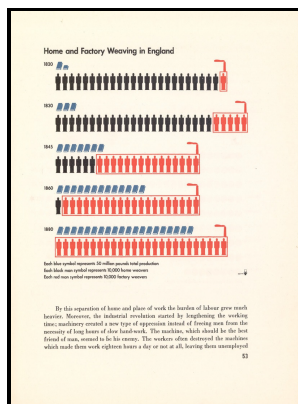 Home and Factory Weaving in England
1820
1830
1845
1860
1880
Each blue symbol represents 50 million pounds total production
Each black man symbol represents 10,000 home weavers
Each red man symbol represents 10,000 factory weavers
By this separation of home and place of work the burden of labour grew much
heavier. Moreover, the industrial revolution started by lengthening the working
time; machinery created a new type of oppression instead of freeing men from the
necessity of long hours of slow hand-work. The machine, which should be the best
friend of man, seemed to be his enemy. The workers often destroyed the machines
which made them work eighteen hours a day or not at all, leaving them unemployed
53